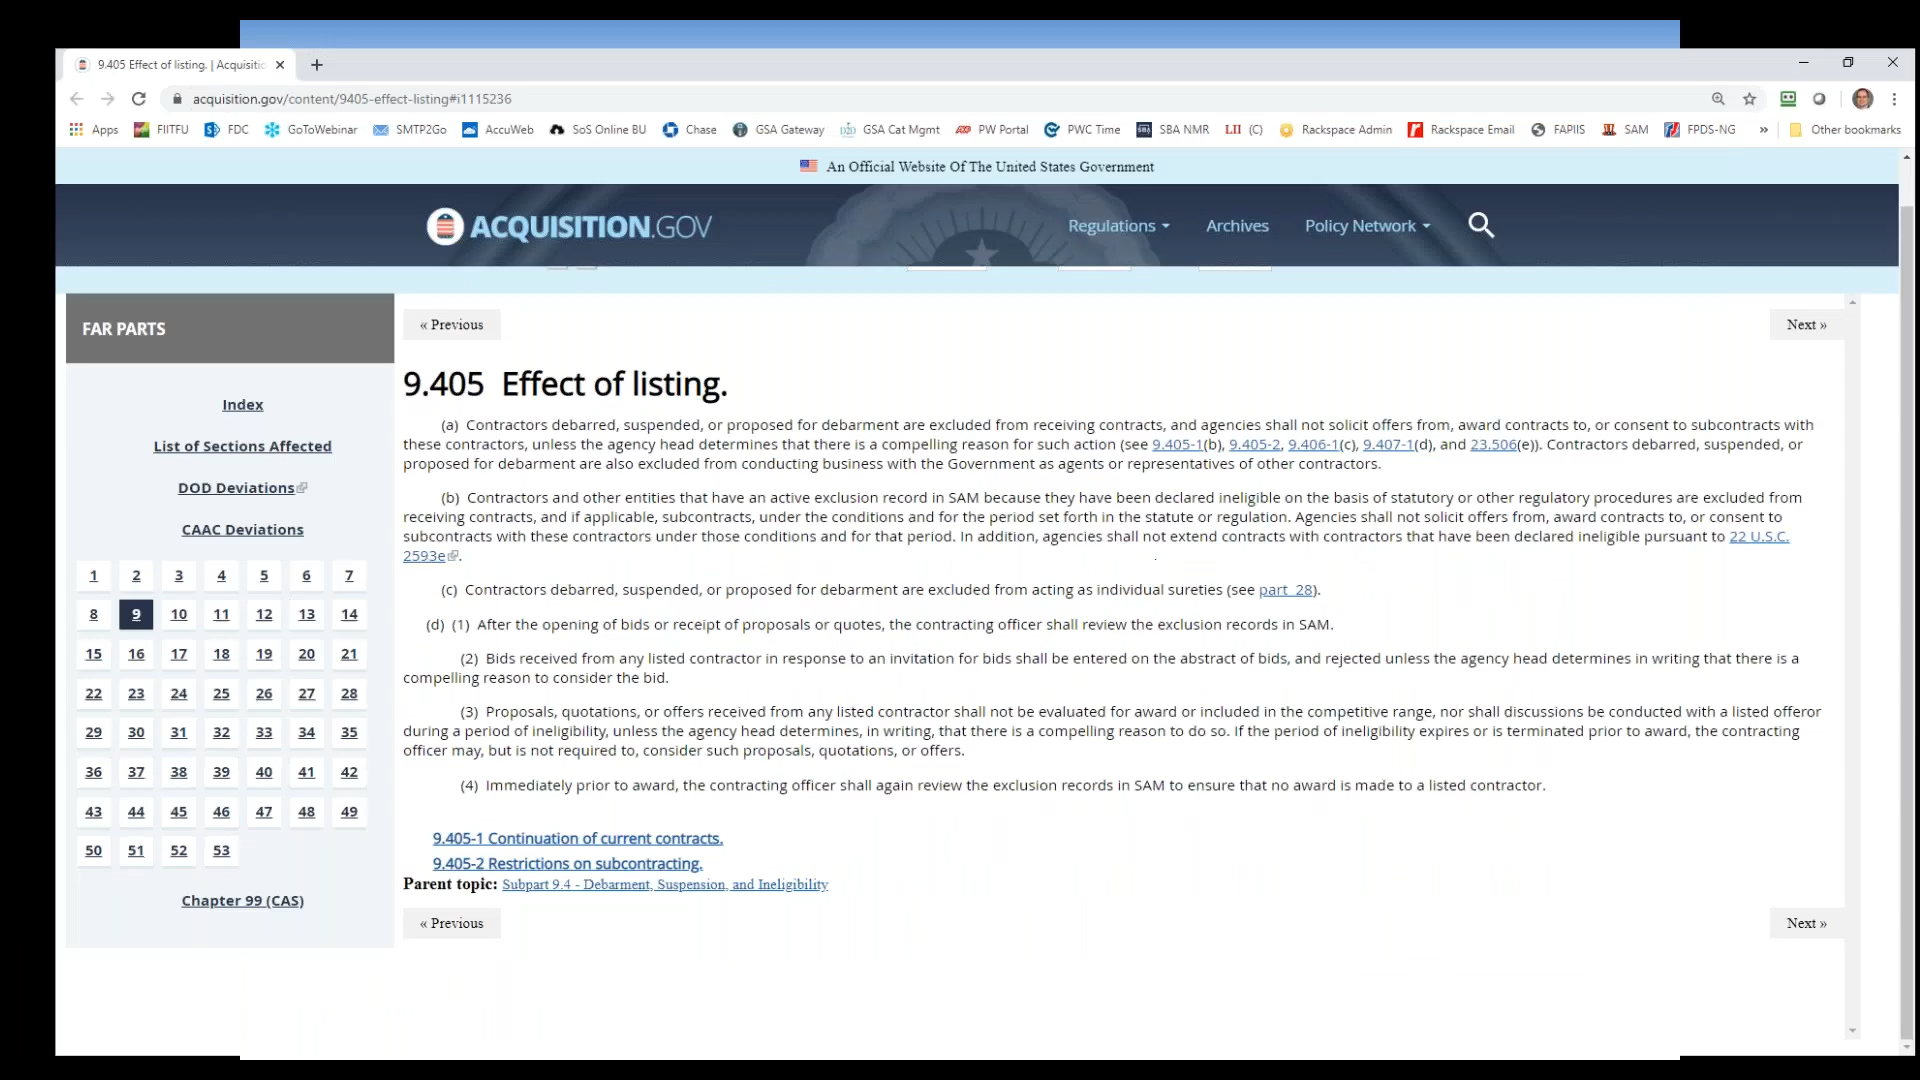 9.405 Effect of listing. | Acquisitio
acquisition.gov/content/9405-effect-listing#i1115236
Apps FIITFU FDC GoToWebinar SMTP2Go AccuWeb SoS Online BU Chase GSA Gateway GSA Cat Mgmt PW Portal PWC Time SBA NMR LII (C) Rackspace Admin Rackspace Email FAPIIS SAM FPDS-NG » Other bookmarks
An Official Website Of The United States Government
ACQUISITION.GOV Regulations Archives Policy Network
FAR PARTS
Index
List of Sections Affected
DOD Deviations
CAAC Deviations
1 2 3 4 5 6 7
8 9 10 11 12 13 14
15 16 17 18 19 20 21
22 23 24 25 26 27 28
29 30 31 32 33 34 35
36 37 38 39 40 41 42
43 44 45 46 47 48 49
50 51 52 53
Chapter 99 (CAS)
« Previous Next »
9.405 Effect of listing.
(a) Contractors debarred, suspended, or proposed for debarment are excluded from receiving contracts, and agencies shall not solicit offers from, award contracts to, or consent to subcontracts with
these contractors, unless the agency head determines that there is a compelling reason for such action (see 9.405-1(b), 9.405-2, 9.406-1(c), 9.407-1(d), and 23.506(e)). Contractors debarred, suspended, or
proposed for debarment are also excluded from conducting business with the Government as agents or representatives of other contractors.
(b) Contractors and other entities that have an active exclusion record in SAM because they have been declared ineligible on the basis of statutory or other regulatory procedures are excluded from
receiving contracts, and if applicable, subcontracts, under the conditions and for the period set forth in the statute or regulation. Agencies shall not solicit offers from, award contracts to, or consent to
subcontracts with these contractors under those conditions and for that period. In addition, agencies shall not extend contracts with contractors that have been declared ineligible pursuant to 22 U.S.C.
2593e.
(c) Contractors debarred, suspended, or proposed for debarment are excluded from acting as individual sureties (see part 28).
(d) (1) After the opening of bids or receipt of proposals or quotes, the contracting officer shall review the exclusion records in SAM.
(2) Bids received from any listed contractor in response to an invitation for bids shall be entered on the abstract of bids, and rejected unless the agency head determines in writing that there is a
compelling reason to consider the bid.
(3) Proposals, quotations, or offers received from any listed contractor shall not be evaluated for award or included in the competitive range, nor shall discussions be conducted with a listed offeror
during a period of ineligibility, unless the agency head determines, in writing, that there is a compelling reason to do so. If the period of ineligibility expires or is terminated prior to award, the contracting
officer may, but is not required to, consider such proposals, quotations, or offers.
(4) Immediately prior to award, the contracting officer shall again review the exclusion records in SAM to ensure that no award is made to a listed contractor.
9.405-1 Continuation of current contracts.
9.405-2 Restrictions on subcontracting.
Parent topic: Subpart 9.4 - Debarment, Suspension, and Ineligibility
« Previous Next »